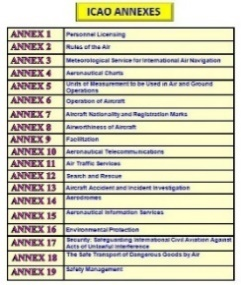 ICAO ANNEXES
ANNEX 1 Personnel Licensing
ANNEX 2 Rules of the Air
ANNEX 3 Meteorological Service for International Air Navigation
ANNEX 4 Aeronautical Charts
ANNEX 5 Units of Measurement to be Used in Air and Ground
Operations
ANNEX 6 Operation of Aircraft
ANNEX 7 Aircraft Nationality and Registration Marks
ANNEX 8 Airworthiness of Aircraft
ANNEX 9 Facilitation
ANNEX 10 Aeronautical Telecommunications
ANNEX 11 Air Traffic Services
ANNEX 12 Search and Rescue
ANNEX 13 Aircraft Accident and Incident Investigation
ANNEX 14 Aerodromes
ANNEX 15 Aeronautical Information Services
ANNEX 16 Environmental Protection
ANNEX 17 Security: Safeguarding International Civil Aviation Against
Acts of Unlawful Interference
ANNEX 18 The Safe Transport of Dangerous Goods by Air
ANNEX 19 Safety Management